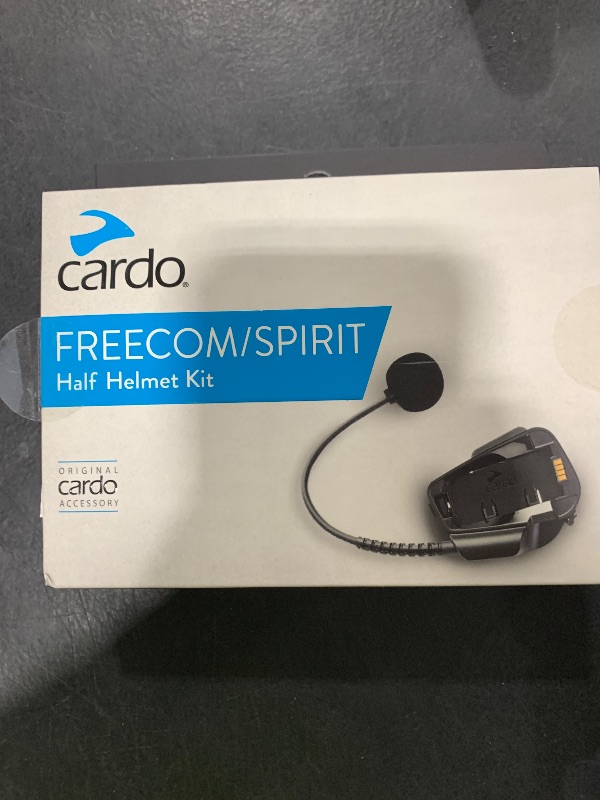 cardo®
FREECOM/SPIRIT
Half Helmet Kit
ORIGINAL
cardo
ACCESSORY